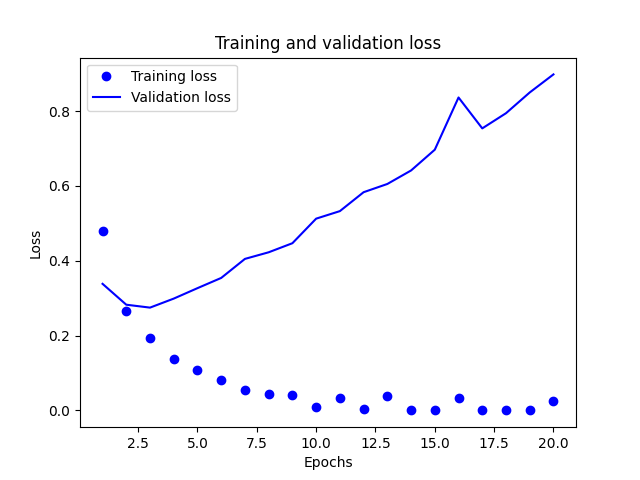 Training and validation loss
Training loss
Validation loss
0.8
0.6
0.4
0.2
0.0
Loss
2.5 5.0 7.5 10.0 12.5 15.0 17.5 20.0
Epochs